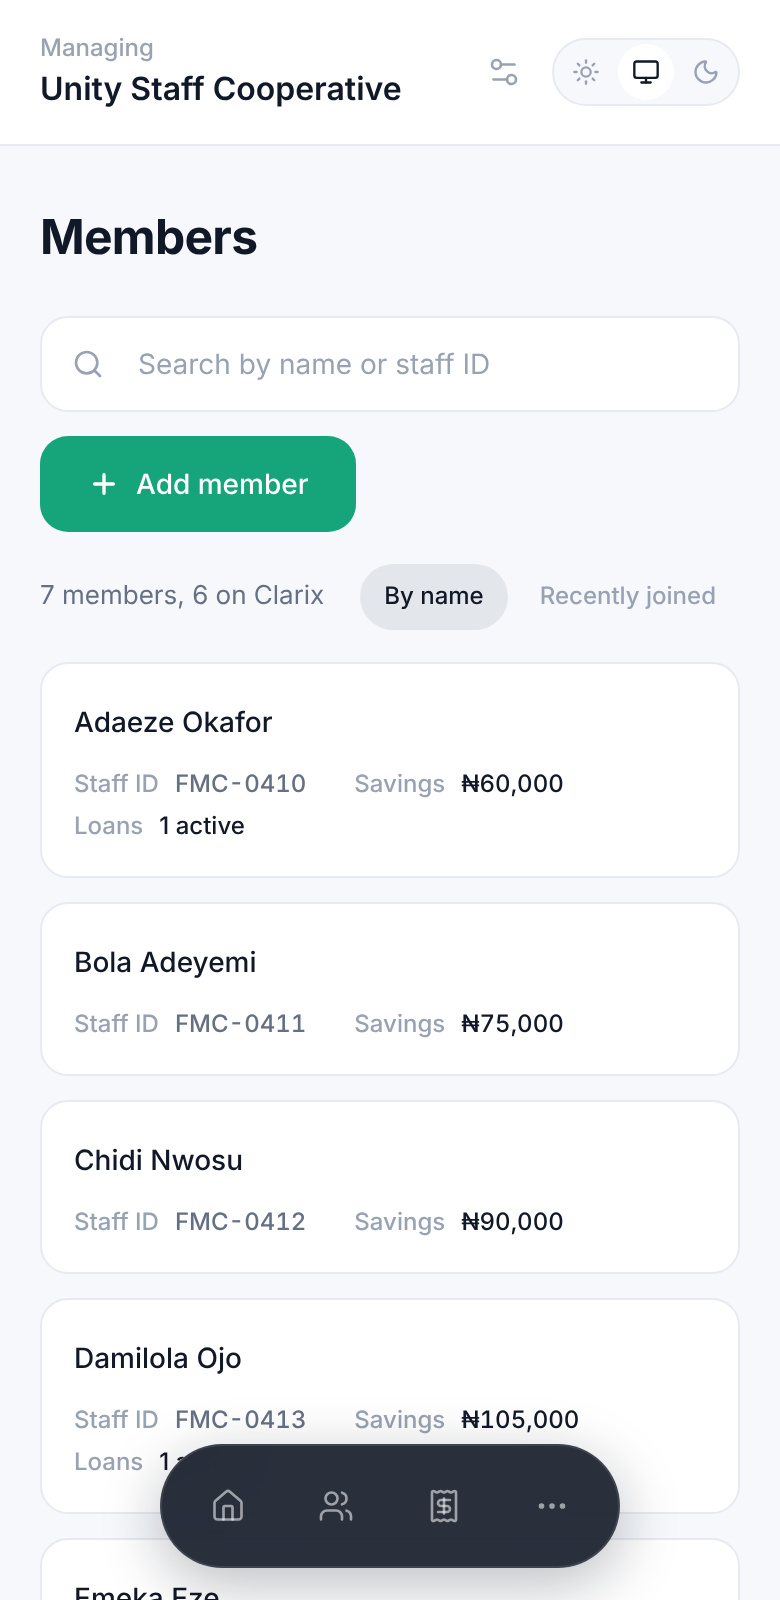 Managing
Unity Staff Cooperative
Members
Search by name or staff ID
+ Add member
7 members, 6 on Clarix By name Recently joined
Adaeze Okafor
Staff ID FMC-0410 Savings ₦60,000
Loans 1 active
Bola Adeyemi
Staff ID FMC-0411 Savings ₦75,000
Chidi Nwosu
Staff ID FMC-0412 Savings ₦90,000
Damilola Ojo
Staff ID FMC-0413 Savings ₦105,000
Loans 1
Emeka Eze